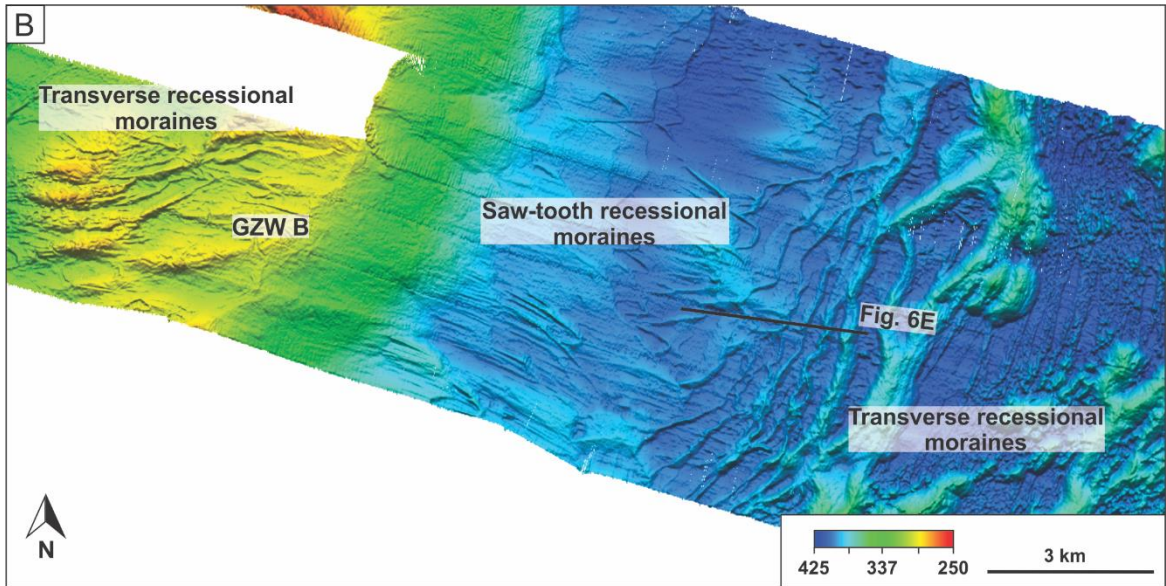 B
Transverse recessional
moraines
GZW B
Saw-tooth recessional
moraines
Fig. 6E
Transverse recessional
moraines
N
425 337 250
3 km